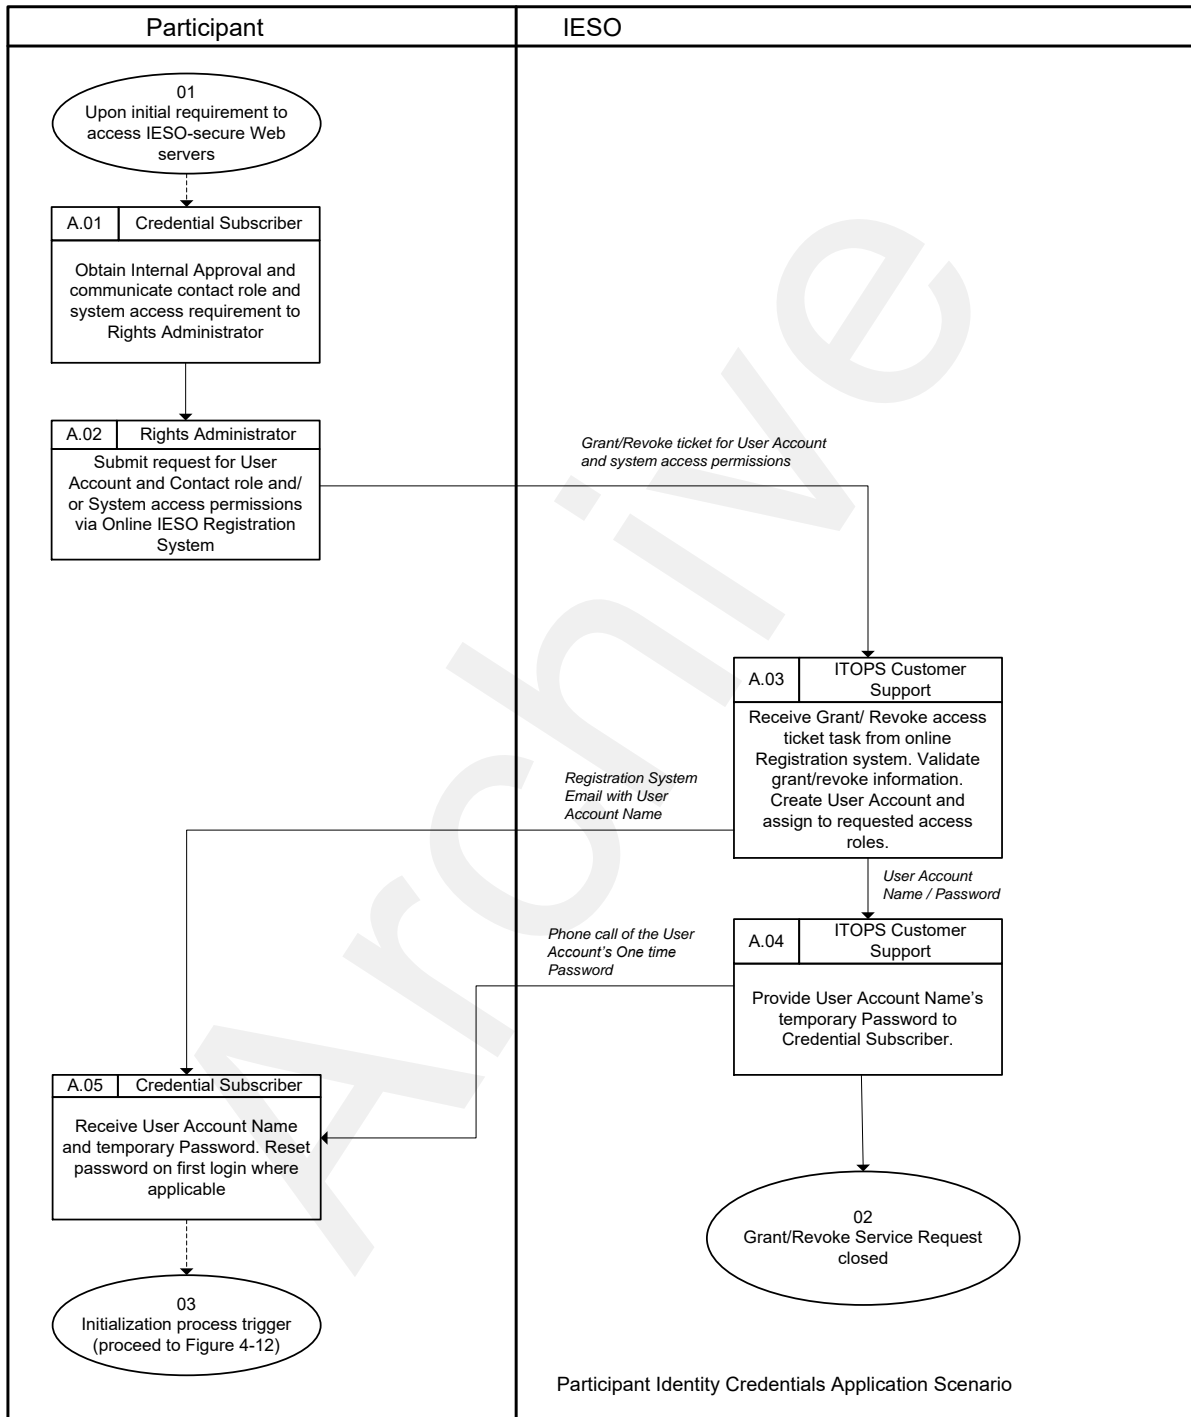 Participant
IESO
01
Upon initial requirement to
access IESO-secure Web
servers
A.01
Credential Subscriber
Obtain Internal Approval and
communicate contact role and
system access requirement to
Rights Administrator
A.02
Rights Administrator
Submit request for User
Account and Contact role and/
or System access permissions
via Online IESO Registration
System
Grant/Revoke ticket for User Account
and system access permissions
A.03
ITOPS Customer
Support
Receive Grant/ Revoke access
ticket task from online
Registration system. Validate
grant/revoke information.
Create User Account and
assign to requested access
roles.
Registration System
Email with User
Account Name
User Account
Name / Password
A.04
ITOPS Customer
Support
Provide User Account Name's
temporary Password to
Credential Subscriber.
Phone call of the User
Account's One time
Password
A.05
Credential Subscriber
Receive User Account Name
and temporary Password. Reset
password on first login where
applicable
02
Grant/Revoke Service Request
closed
03
Initialization process trigger
(proceed to Figure 4-12)
Participant Identity Credentials Application Scenario
Archive